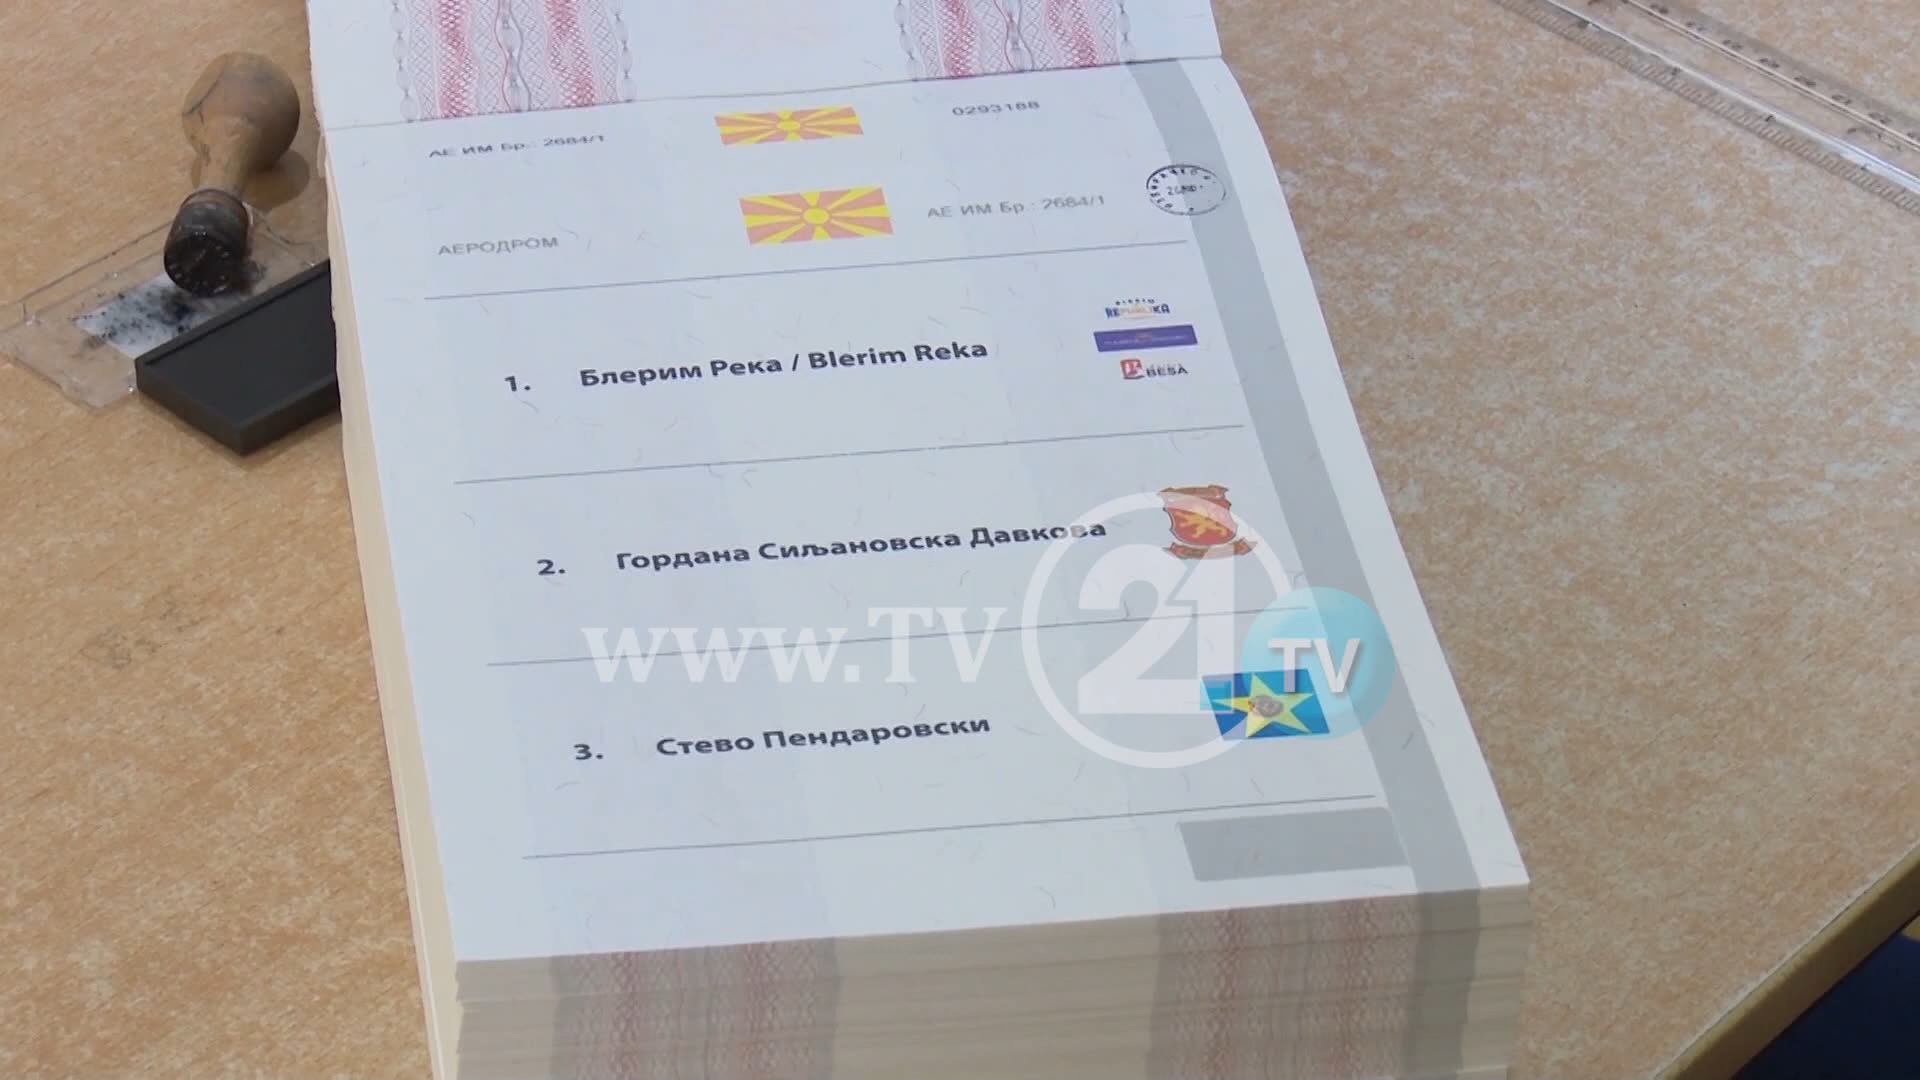 АЕ ИМ Бр.: 2684/1
0293188
АЕРОДРОМ
АЕ ИМ Бр.: 2684/1
1. Блерим Река / Blerim Reka
REPUBLIKA
BESA
2. Гордана Сиљановска Давкова
www.TV21
TV
3. Стево Пендаровски